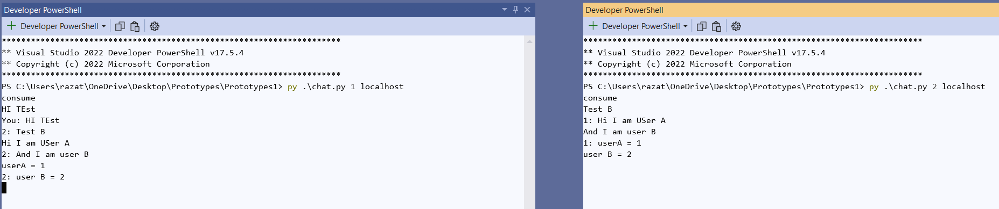 Developer PowerShell
Developer PowerShell
**********************************************************************
** Visual Studio 2022 Developer PowerShell v17.5.4
** Copyright (c) 2022 Microsoft Corporation
**********************************************************************
PS C:\Users\razat\OneDrive\Desktop\Prototypes\Prototypes1> py .\chat.py 1 localhost
consume
HI TEst
You: HI TEst
2: Test B
Hi I am USer A
2: And I am user B
userA = 1
2: user B = 2
Developer PowerShell
Developer PowerShell
**********************************************************************
** Visual Studio 2022 Developer PowerShell v17.5.4
** Copyright (c) 2022 Microsoft Corporation
**********************************************************************
PS C:\Users\razat\OneDrive\Desktop\Prototypes\Prototypes1> py .\chat.py 2 localhost
consume
Test B
1: Hi I am USer A
And I am user B
1: userA = 1
user B = 2